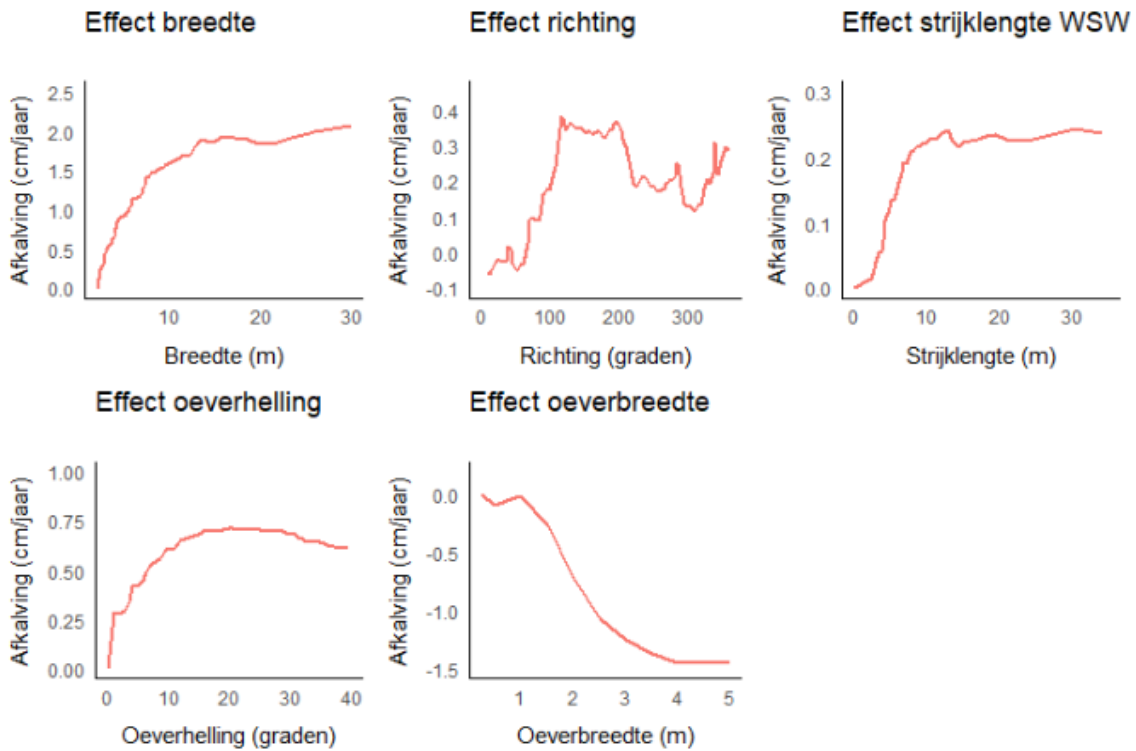 Effect breedte
Afkalving (cm/jaar)
2.5
2.0
1.5
1.0
0.5
0.0
10 20 30
Breedte (m)
Effect richting
Afkalving (cm/jaar)
0.4
0.3
0.2
0.1
0.0
-0.1
0 100 200 300
Richting (graden)
Effect strijklengte WSW
Afkalving (cm/jaar)
0.3
0.2
0.1
0.0
0 10 20 30
Strijklengte (m)
Effect oeverhelling
Afkalving (cm/jaar)
1.00
0.75
0.50
0.25
0.00
0 10 20 30 40
Oeverhelling (graden)
Effect oeverbreedte
Afkalving (cm/jaar)
0.0
-0.5
-1.0
-1.5
1 2 3 4 5
Oeverbreedte (m)